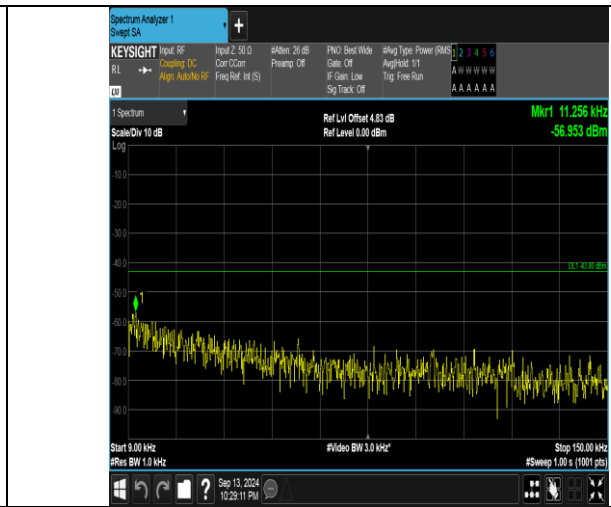 Spectrum Analyzer 1
Swept SA
+
KEYSIGHT Input: RF Input Z: 50 Ω #Atten: 26 dB PNO: Best Wide #Avg Type: Power (RMS 1 2 3 4 5 6
RL Coupling: DC Corr CCorr Preamp: Off Gate: Off Avg|Hold: 1/1 A W W W W W
Align: Auto/No RF Freq Ref: Int (S) IF Gain: Low Trig: Free Run
Sig Track: Off A A A A A A
LXI
1 Spectrum Ref Lvl Offset 4.83 dB Mkr1 11.256 kHz
Scale/Div 10 dB Ref Level 0.00 dBm -56.953 dBm
Log
-10.0
-20.0
-30.0
-40.0
DL1 -43.00 dBm
-50.0
1
-60.0
-70.0
-80.0
-90.0
Start 9.00 kHz #Video BW 3.0 kHz* Stop 150.00 kHz
#Res BW 1.0 kHz #Sweep 1.00 s (1001 pts)
? Sep 13, 2024
10:29:11 PM